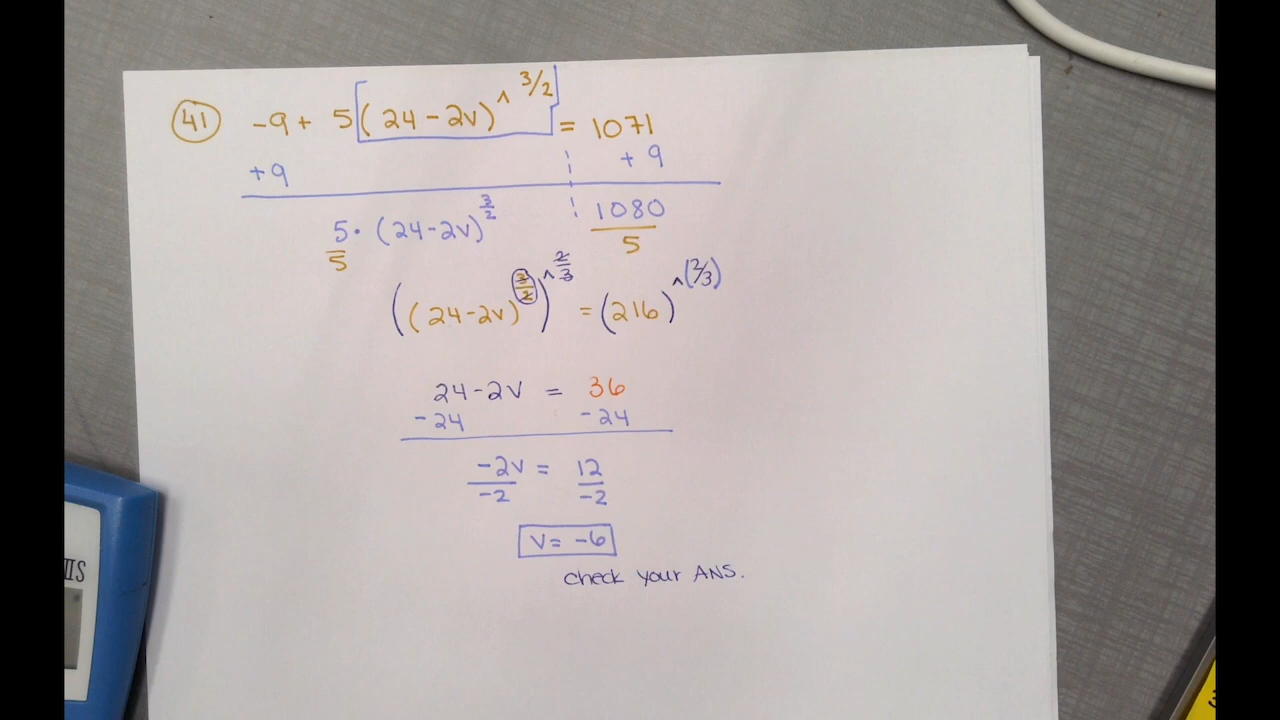 41 -9 + 5(24 - 2v)^3/2 = 1071
+9 + 9
5 · (24-2v)^3/2 1080
5 5
((24-2v)^3/2)^2/3 = (216)^(2/3)
24-2v = 36
-24 -24
-2v = 12
-2 -2
v = -6
check your ANS.
IIS